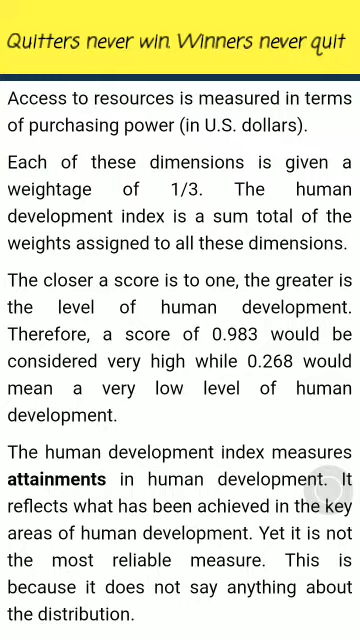 Quitters never win. Winners never quit
Access to resources is measured in terms
of purchasing power (in U.S. dollars).
Each of these dimensions is given a
weightage of 1/3. The human
development index is a sum total of the
weights assigned to all these dimensions.
The closer a score is to one, the greater is
the level of human development.
Therefore, a score of 0.983 would be
considered very high while 0.268 would
mean a very low level of human
development.
The human development index measures
attainments in human development. It
reflects what has been achieved in the key
areas of human development. Yet it is not
the most reliable measure. This is
because it does not say anything about
the distribution.